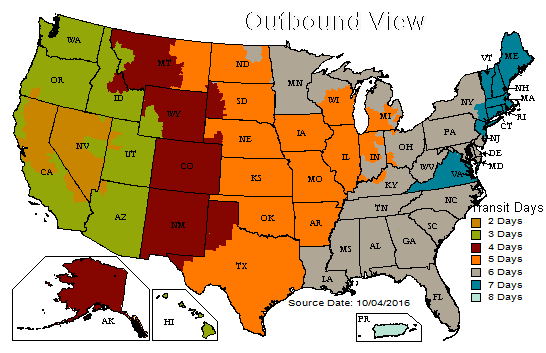 Outbound View
WA
OR
CA
NV
ID
MT
WY
UT
AZ
CO
NM
ND
SD
NE
KS
OK
TX
MN
IA
MO
AR
LA
WI
IL
MI
IN
OH
KY
TN
MS
AL
GA
FL
SC
NC
VA
WV
PA
NY
VT
ME
NH
MA
RI
CT
NJ
DE
MD
AK
HI
PR
Transit Days
2 Days
3 Days
4 Days
5 Days
6 Days
7 Days
8 Days
Source Date: 10/04/2016